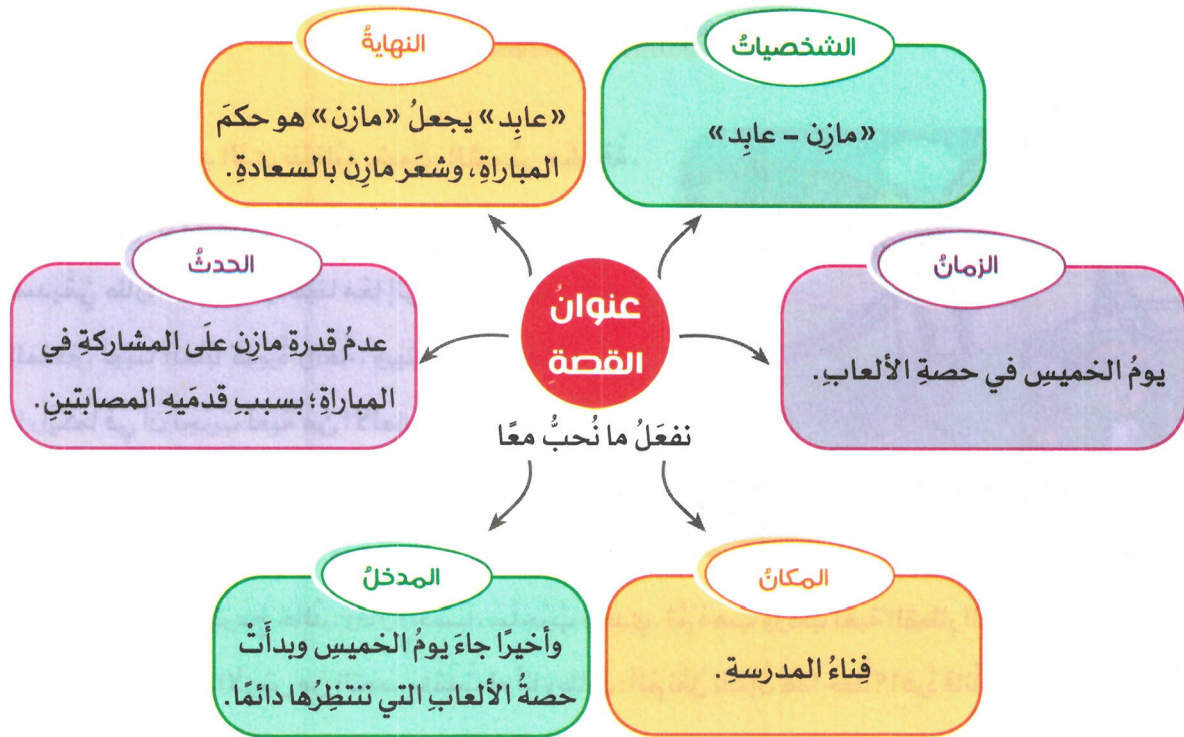 الشخصياتُ
«مازِن – عابِد»
النهايةُ
«عابِد» يجعلُ «مازن» هو حكمَ
المباراةِ، وشعَر مازِن بالسعادةِ.
الزمانُ
يومُ الخميسِ في حصةِ الألعابِ.
الحدثُ
عدمُ قدرةِ مازِن علَى المشاركةِ في
المباراةِ؛ بسببِ قدمَيهِ المصابتينِ.
عنوانُ
القصة
نفعَلُ ما نُحبُّ معًا
المكانُ
فِناءُ المدرسةِ.
المدخلُ
وأخيرًا جاءَ يومُ الخميسِ وبدأَتْ
حصةُ الألعابِ التي ننتظِرُها دائمًا.